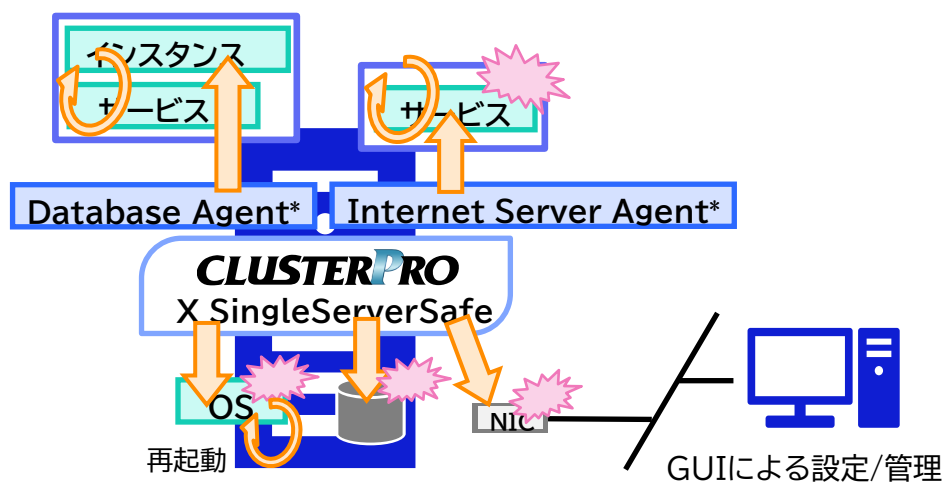 インスタンス
サービス
サービス
Database Agent*
Internet Server Agent*
CLUSTERPRO
X SingleServerSafe
OS
NIC
再起動
GUIによる設定/管理